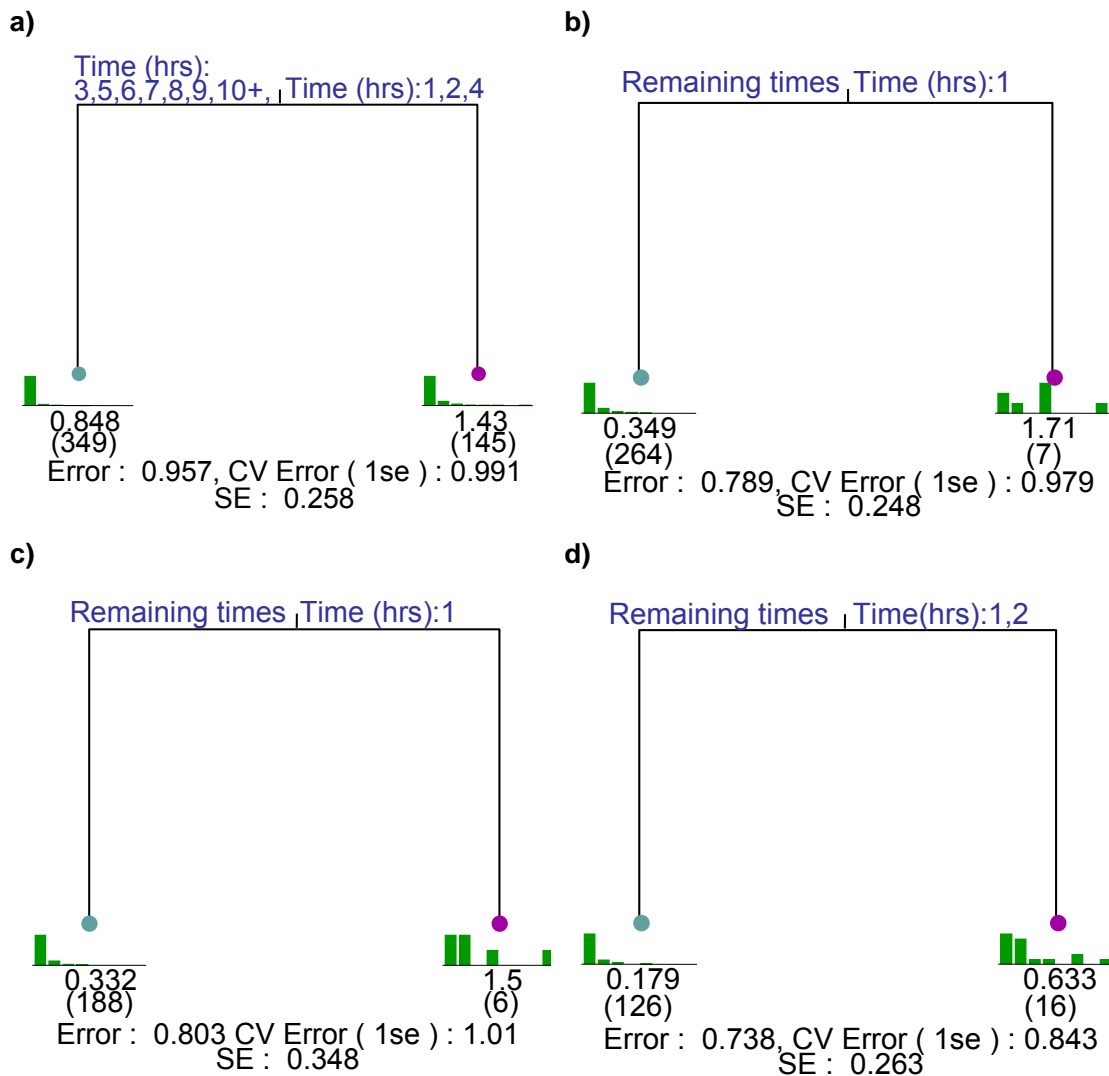 a)
Time (hrs):
3,5,6,7,8,9,10+, Time (hrs):1,2,4
0.848
(349)
1.43
(145)
Error : 0.957, CV Error ( 1se ) : 0.991
SE : 0.258
b)
Remaining times Time (hrs):1
0.349
(264)
1.71
(7)
Error : 0.789, CV Error ( 1se ) : 0.979
SE : 0.248
c)
Remaining times Time (hrs):1
0.332
(188)
1.5
(6)
Error : 0.803 CV Error ( 1se ) : 1.01
SE : 0.348
d)
Remaining times Time(hrs):1,2
0.179
(126)
0.633
(16)
Error : 0.738, CV Error ( 1se ) : 0.843
SE : 0.263